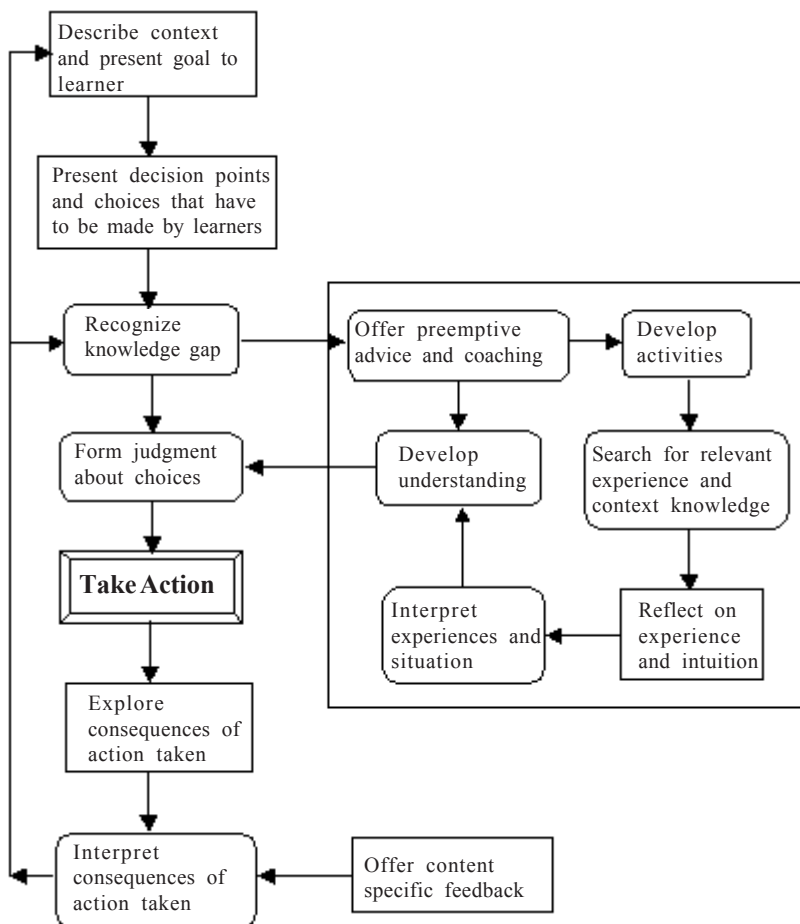 Describe context
and present goal to
learner
Present decision points
and choices that have
to be made by learners
Recognize
knowledge gap
Offer preemptive
advice and coaching
Develop
activities
Form judgment
about choices
Develop
understanding
Search for relevant
experience and
context knowledge
Take Action
Interpret
experiences and
situation
Reflect on
experience
and intuition
Explore
consequences of
action taken
Interpret
consequences of
action taken
Offer content
specific feedback